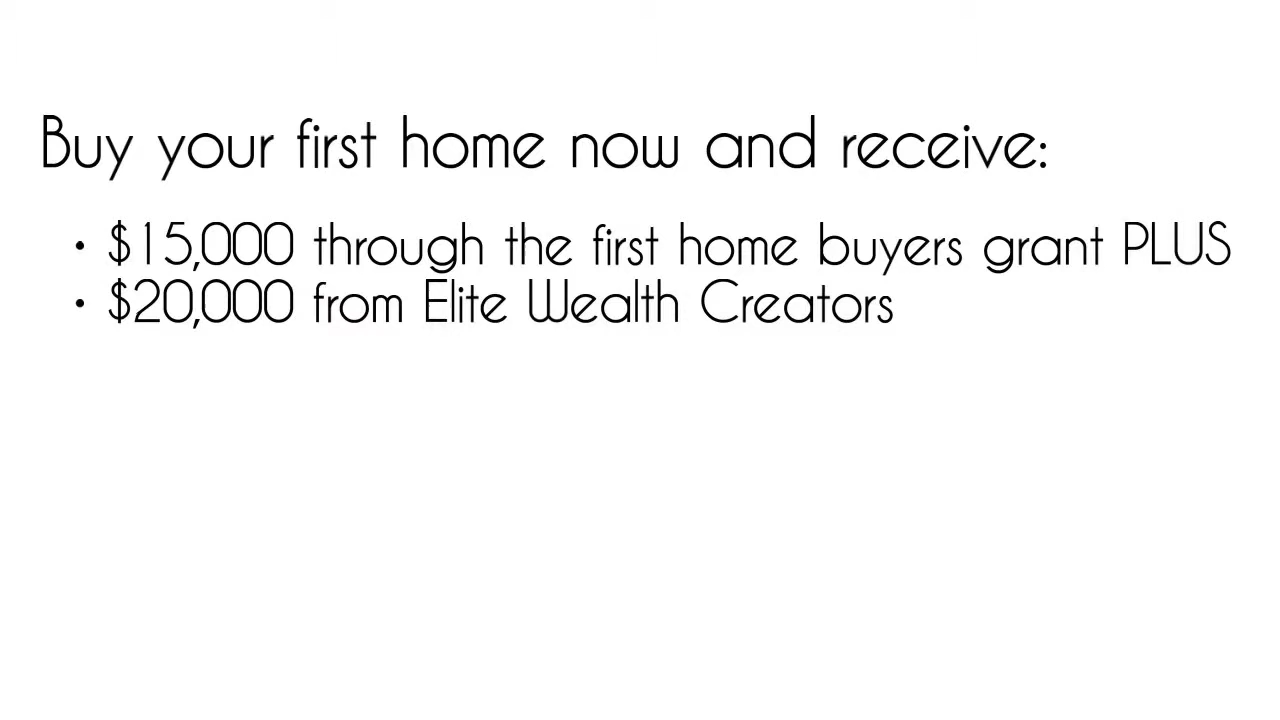 Buy your first home now and receive:
• $15,000 through the first home buyers grant PLUS
• $20,000 from Elite Wealth Creators